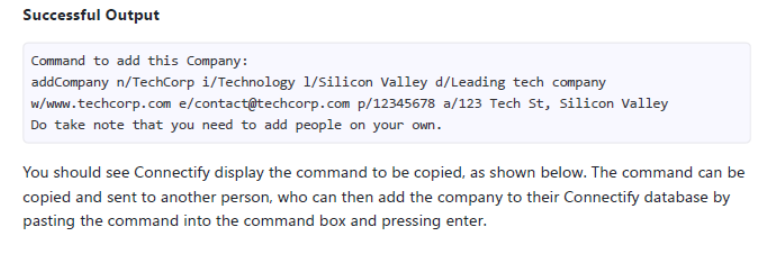 Successful Output
Command to add this Company:
addCompany n/TechCorp i/Technology l/Silicon Valley d/Leading tech company
w/www.techcorp.com e/contact@techcorp.com p/12345678 a/123 Tech St, Silicon Valley
Do take note that you need to add people on your own.
You should see Connectify display the command to be copied, as shown below. The command can be
copied and sent to another person, who can then add the company to their Connectify database by
pasting the command into the command box and pressing enter.